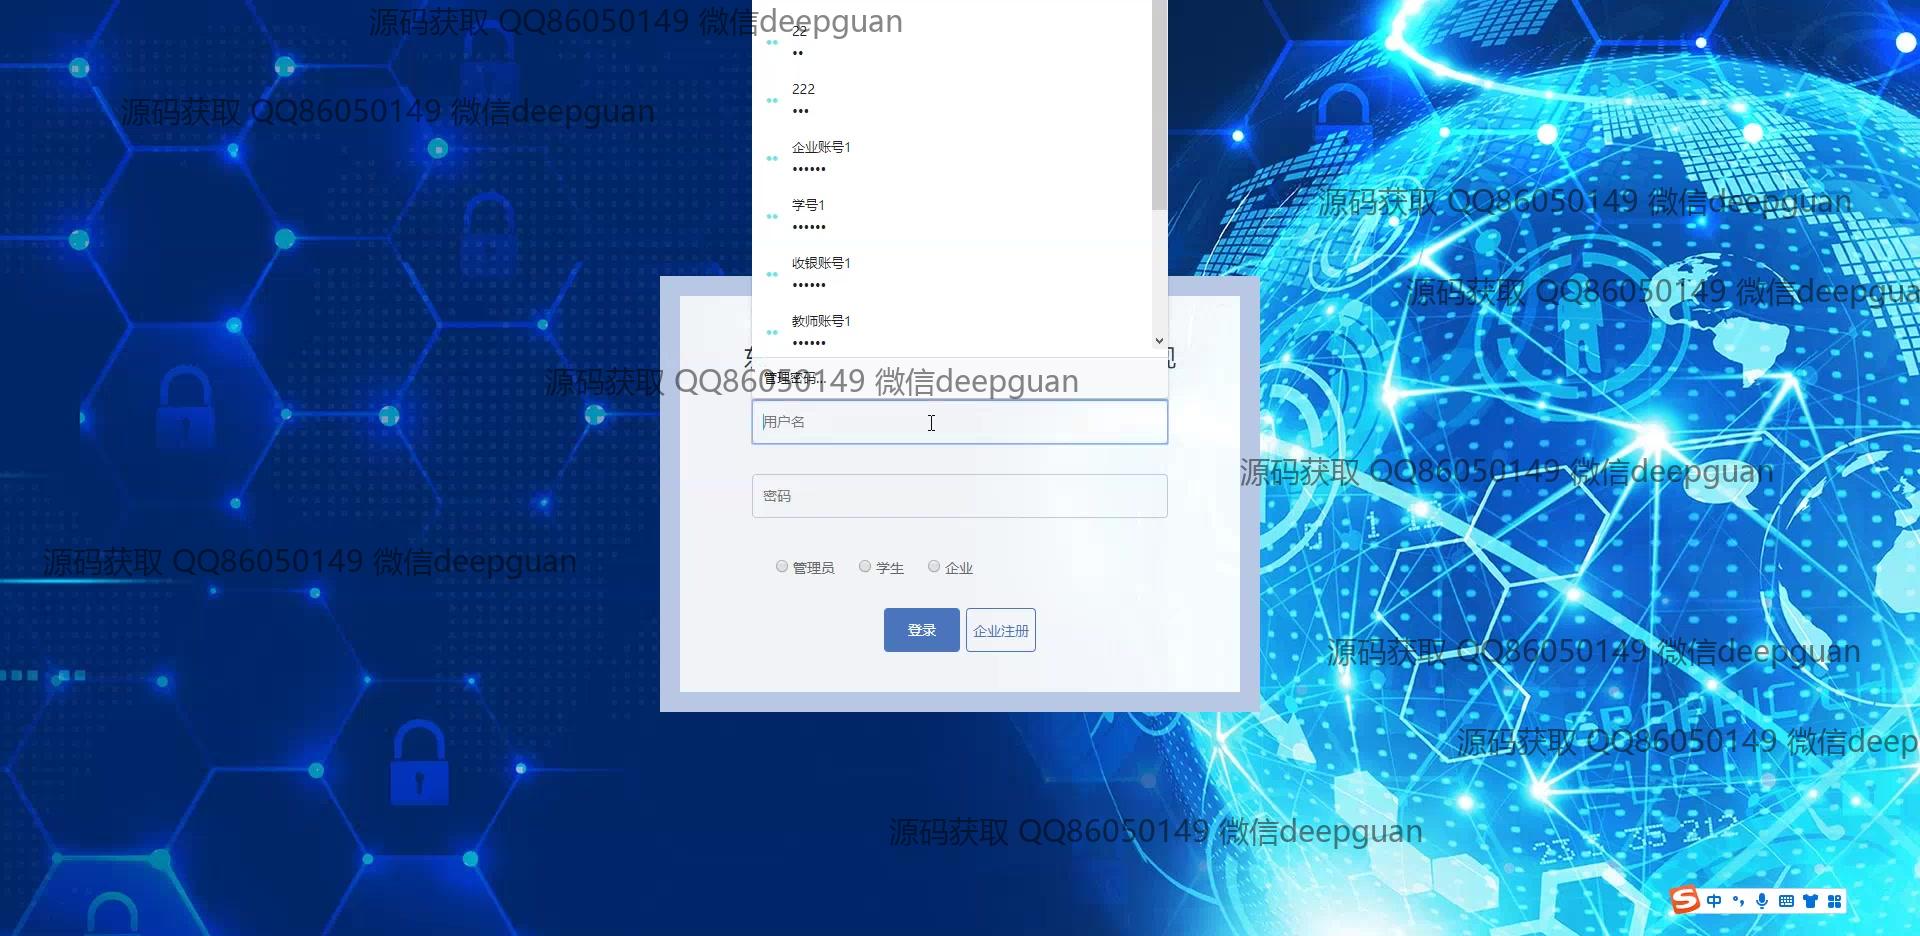 源码获取 QQ86050149 微信deepguan
22
••
222
•••
源码获取 QQ86050149 微信deepguan
企业账号1
••••••
学号1
••••••
源码获取 QQ86050149 微信deepguan
收银账号1
••••••
源码获取 QQ86050149 微信deepgua
教师账号1
••••••
管理密码...
源码获取 QQ86050149 微信deepguan
用户名
源码获取 QQ86050149 微信deepguan
密码
源码获取 QQ86050149 微信deepguan
管理员 学生 企业
登录 企业注册
源码获取 QQ86050149 微信deepguan
源码获取 QQ86050149 微信deep
源码获取 QQ86050149 微信deepguan
中